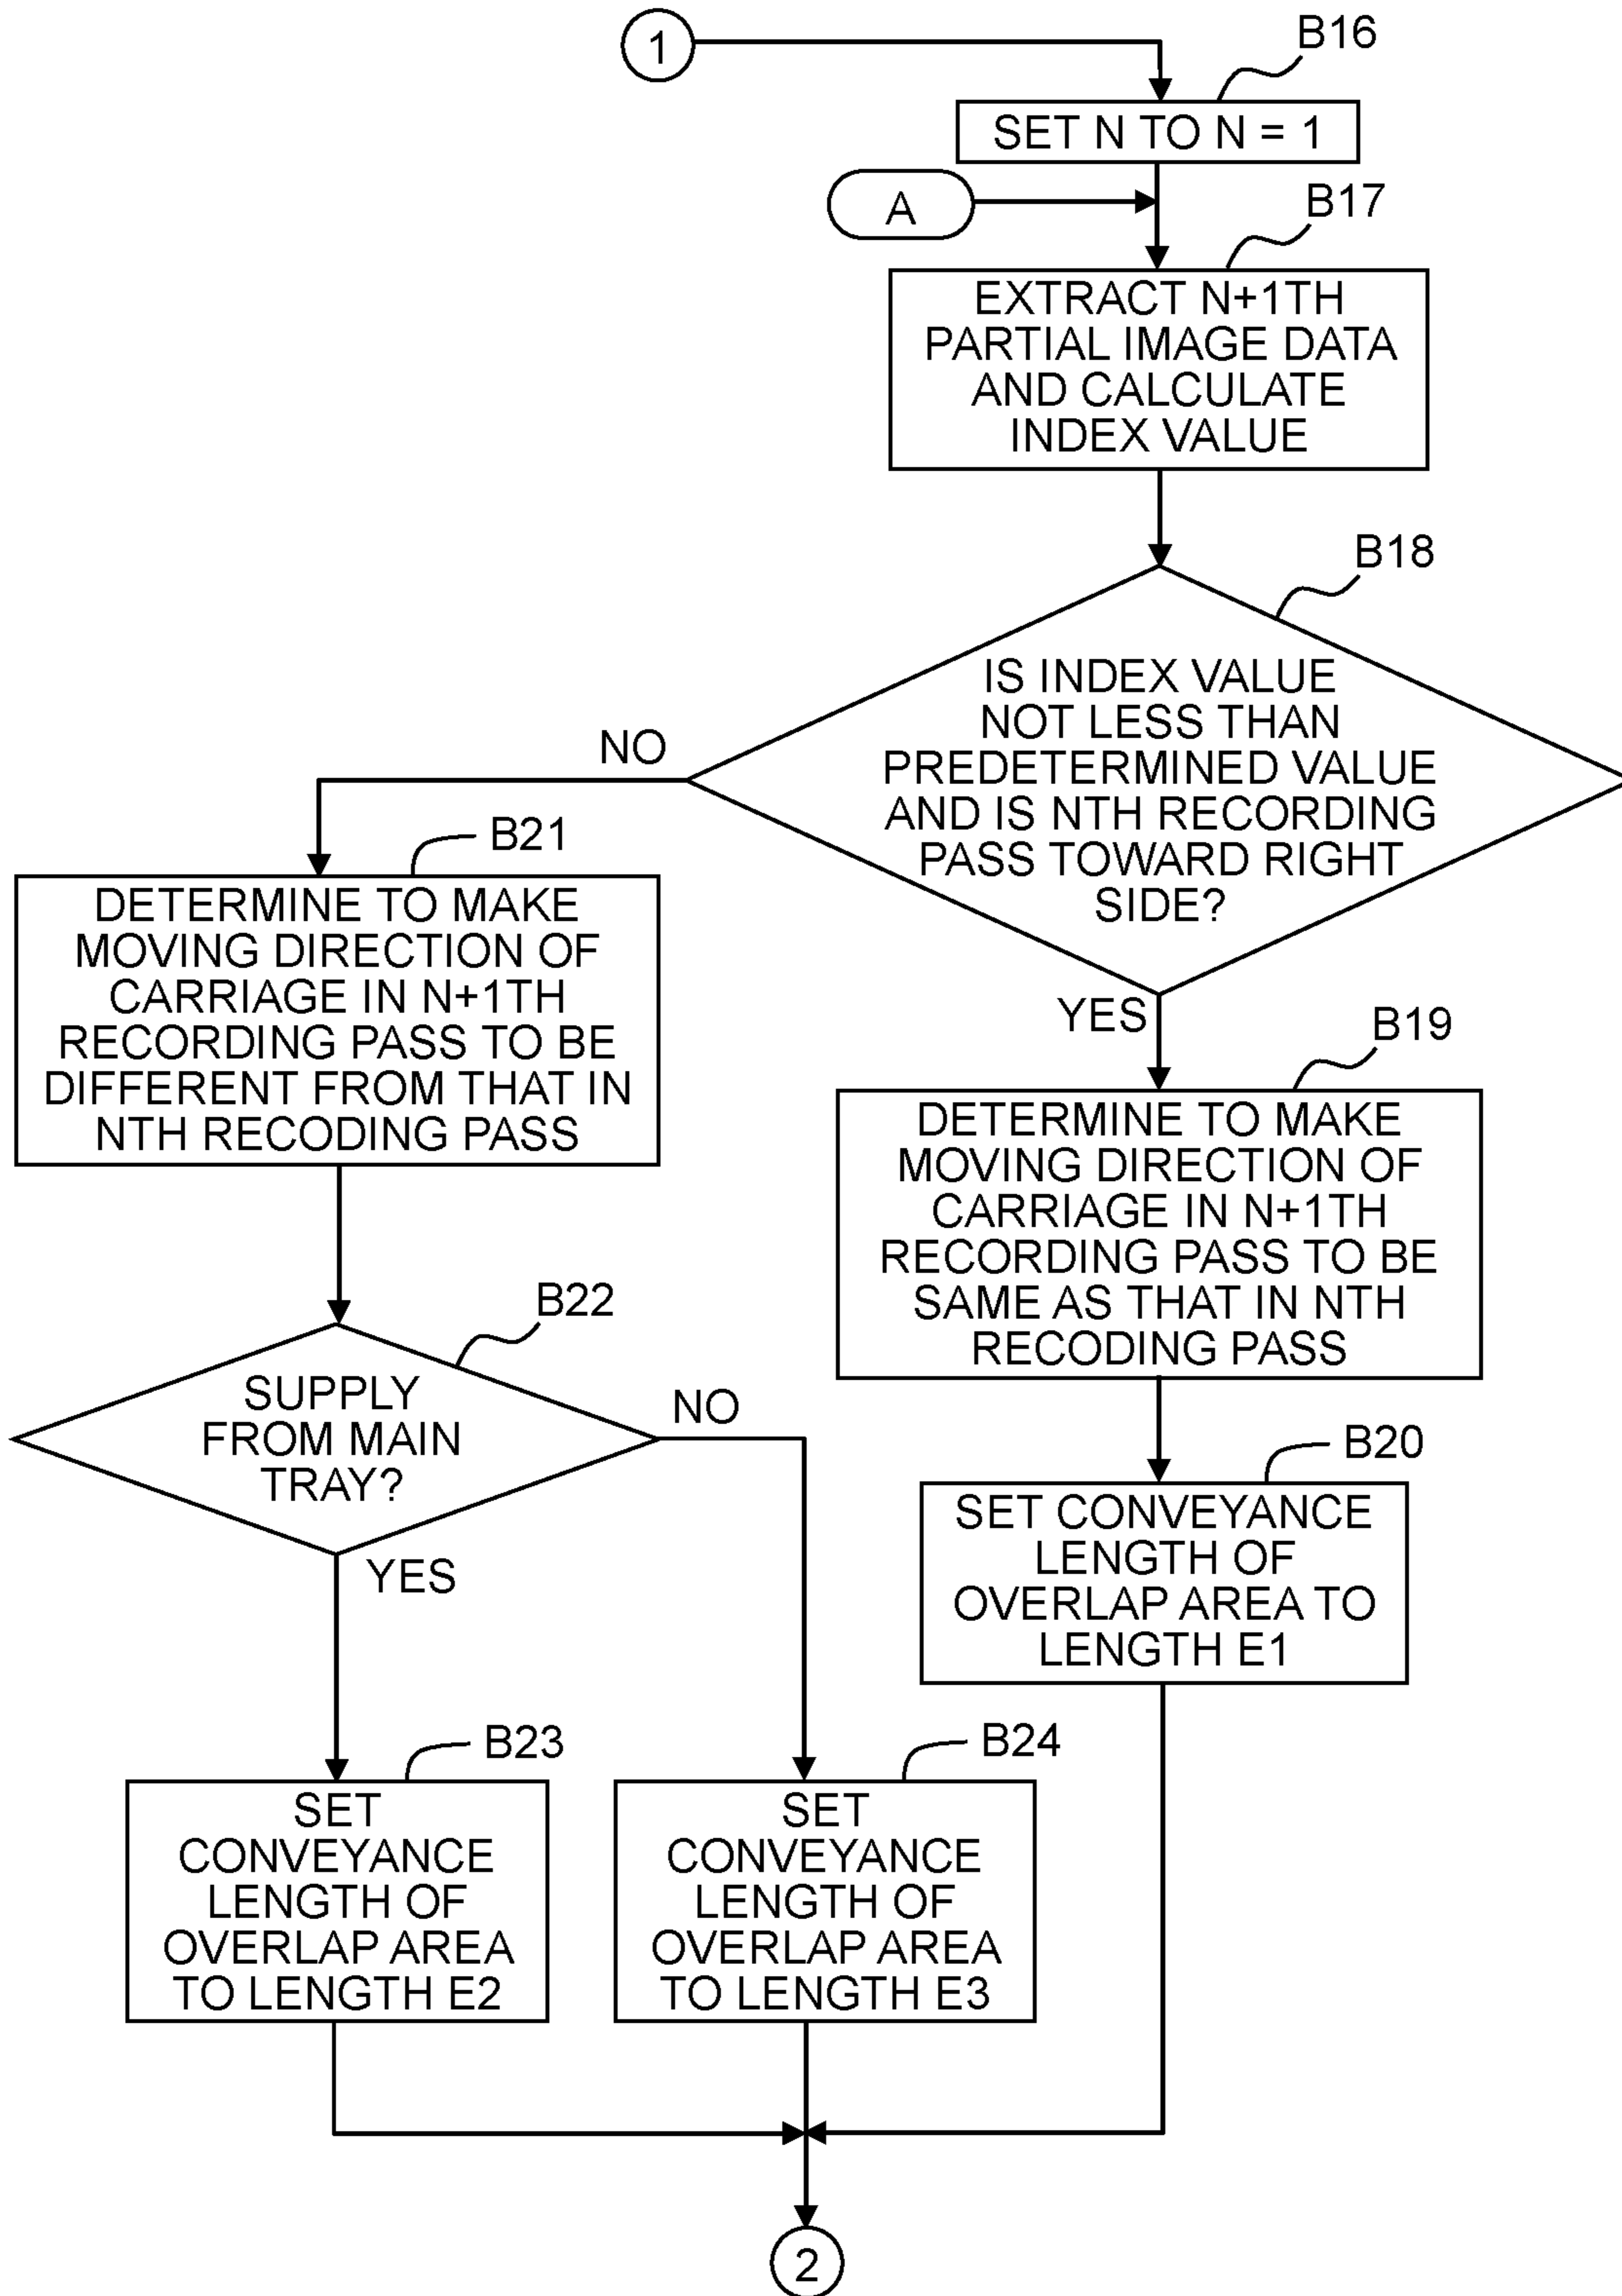 1
B16
SET N TO N = 1
A
B17
EXTRACT N+1TH
PARTIAL IMAGE DATA
AND CALCULATE
INDEX VALUE
B18
IS INDEX VALUE
NOT LESS THAN
PREDETERMINED VALUE
AND IS NTH RECORDING
PASS TOWARD RIGHT
SIDE?
NO
YES
B21
DETERMINE TO MAKE
MOVING DIRECTION OF
CARRIAGE IN N+1TH
RECORDING PASS TO BE
DIFFERENT FROM THAT IN
NTH RECODING PASS
B19
DETERMINE TO MAKE
MOVING DIRECTION OF
CARRIAGE IN N+1TH
RECORDING PASS TO BE
SAME AS THAT IN NTH
RECODING PASS
B22
SUPPLY
FROM MAIN
TRAY?
NO
YES
B20
SET CONVEYANCE
LENGTH OF
OVERLAP AREA TO
LENGTH E1
B23
SET
CONVEYANCE
LENGTH OF
OVERLAP AREA
TO LENGTH E2
B24
SET
CONVEYANCE
LENGTH OF
OVERLAP AREA
TO LENGTH E3
2